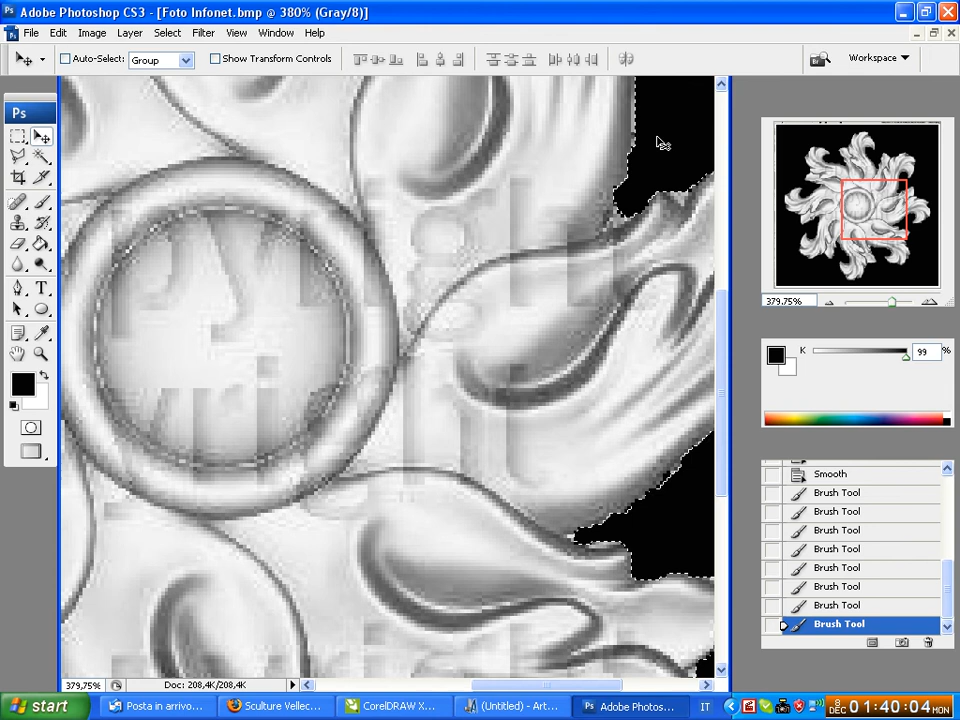 Adobe Photoshop CS3 - [Foto Infonet.bmp @ 380% (Gray/8)]
File Edit Image Layer Select Filter View Window Help
Auto-Select: Group Show Transform Controls Workspace
Ps
379.75%
K 99 %
Smooth
Brush Tool
Brush Tool
Brush Tool
Brush Tool
Brush Tool
Brush Tool
Brush Tool
Brush Tool
379,75% Doc: 208,4K/208,4K
start Posta in arrivo... Sculture Vellec... CorelDRAW X... (Untitled) - Art... Adobe Photos... IT 8 DEC 01:40:04 MON